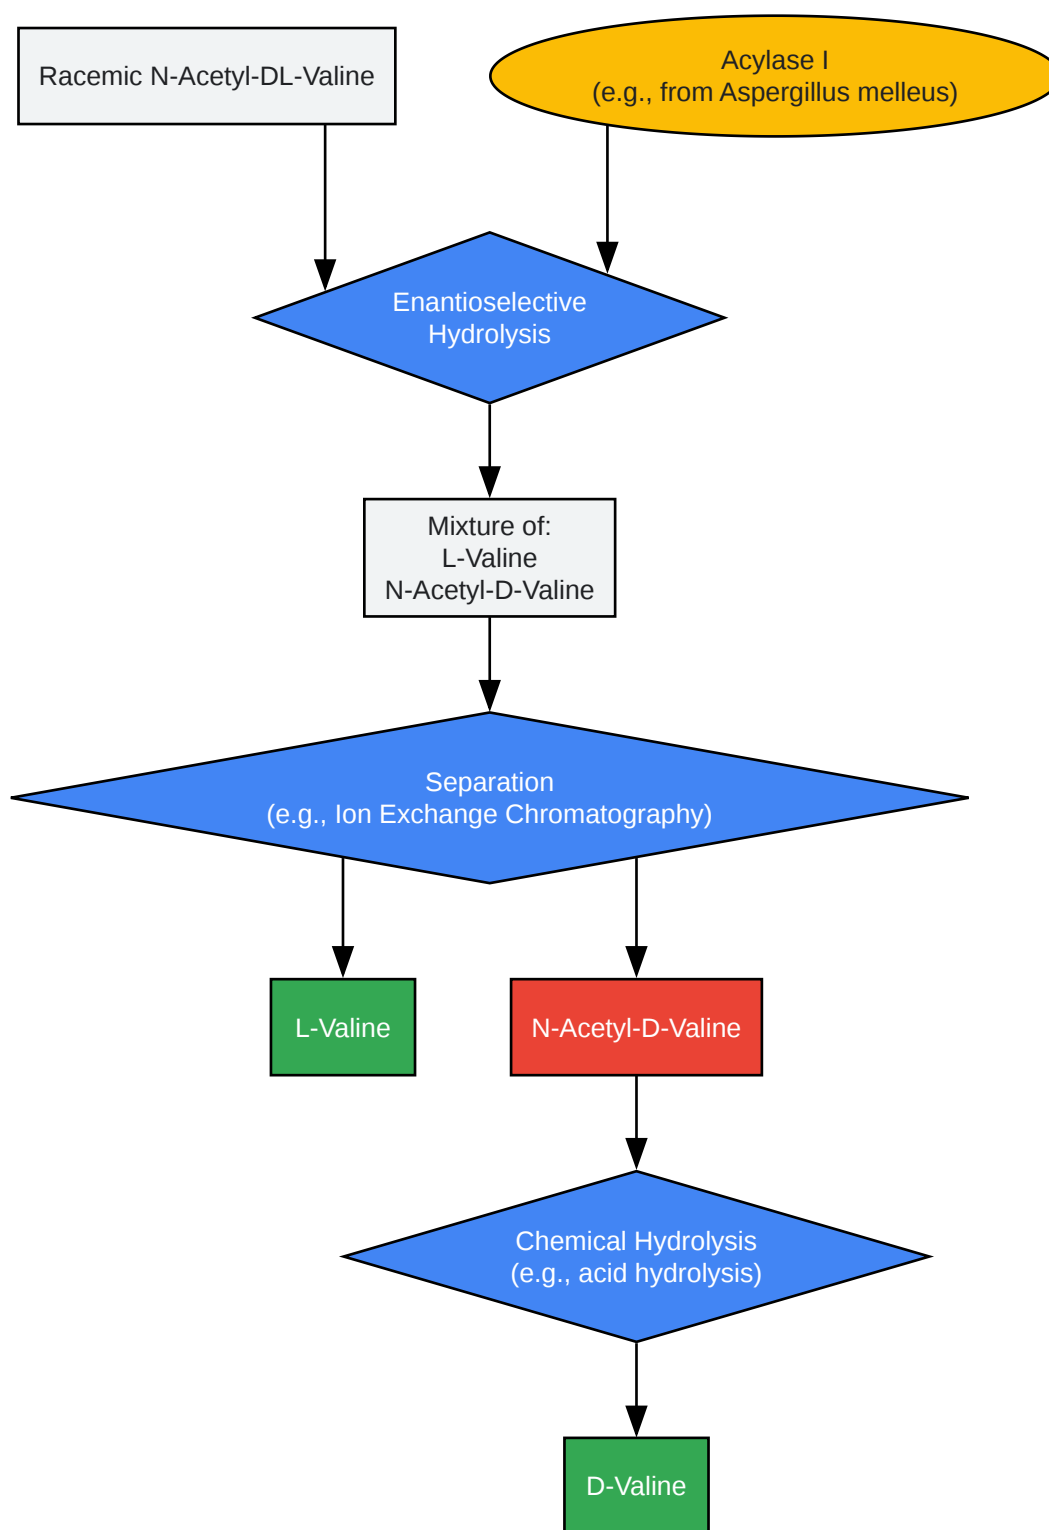 Racemic N-Acetyl-DL-Valine
Acylase I
(e.g., from Aspergillus melleus)
Enantioselective
Hydrolysis
Mixture of:
L-Valine
N-Acetyl-D-Valine
Separation
(e.g., Ion Exchange Chromatography)
L-Valine
N-Acetyl-D-Valine
Chemical Hydrolysis
(e.g., acid hydrolysis)
D-Valine